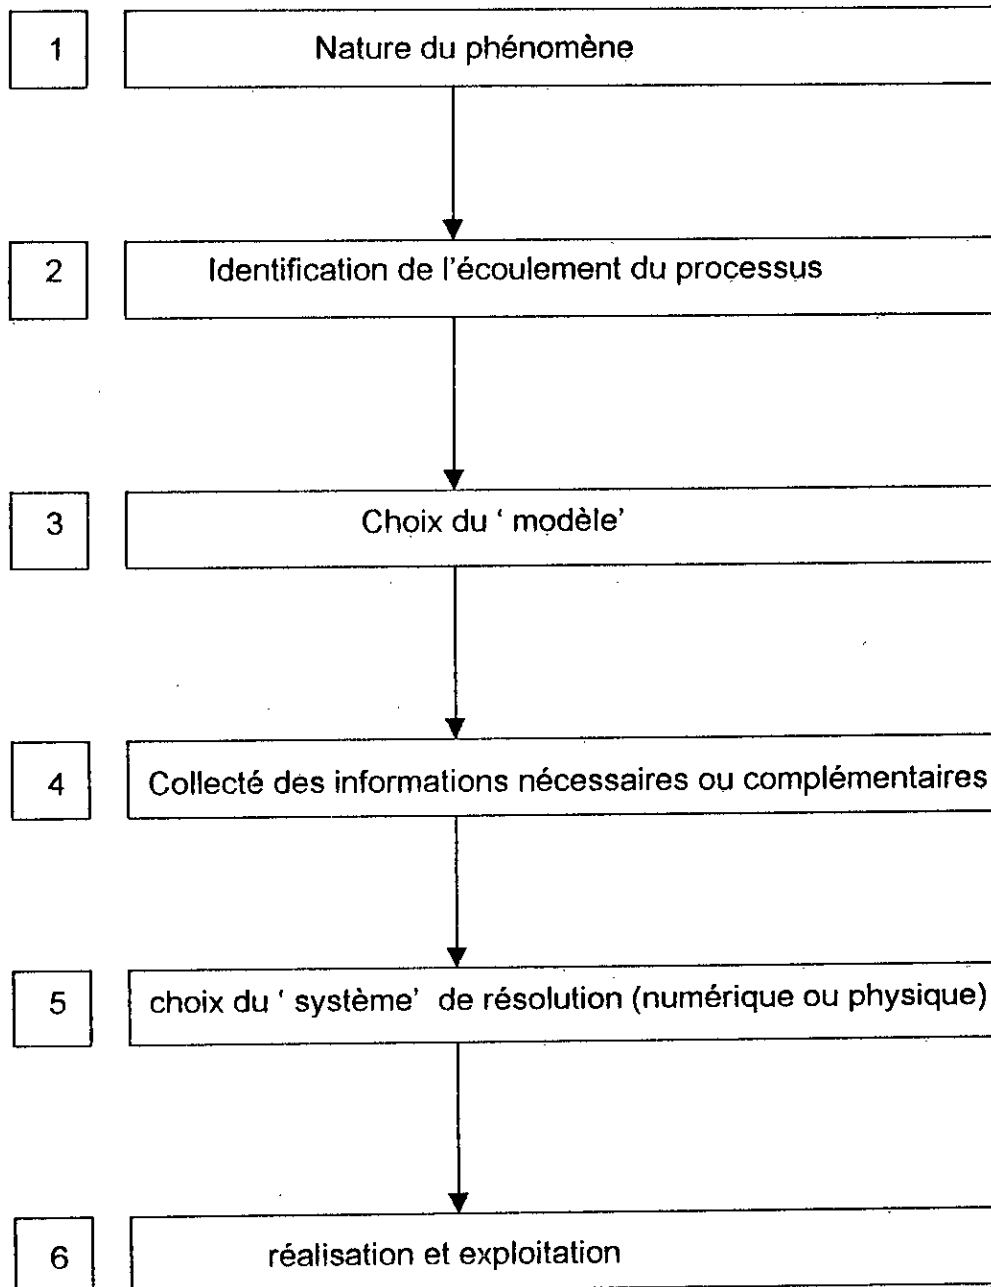 1 Nature du phénomène
2 Identification de l'écoulement du processus
3 Choix du ‘ modèle’
4 Collecté des informations nécessaires ou complémentaires
5 choix du ‘ système’ de résolution (numérique ou physique)
6 réalisation et exploitation